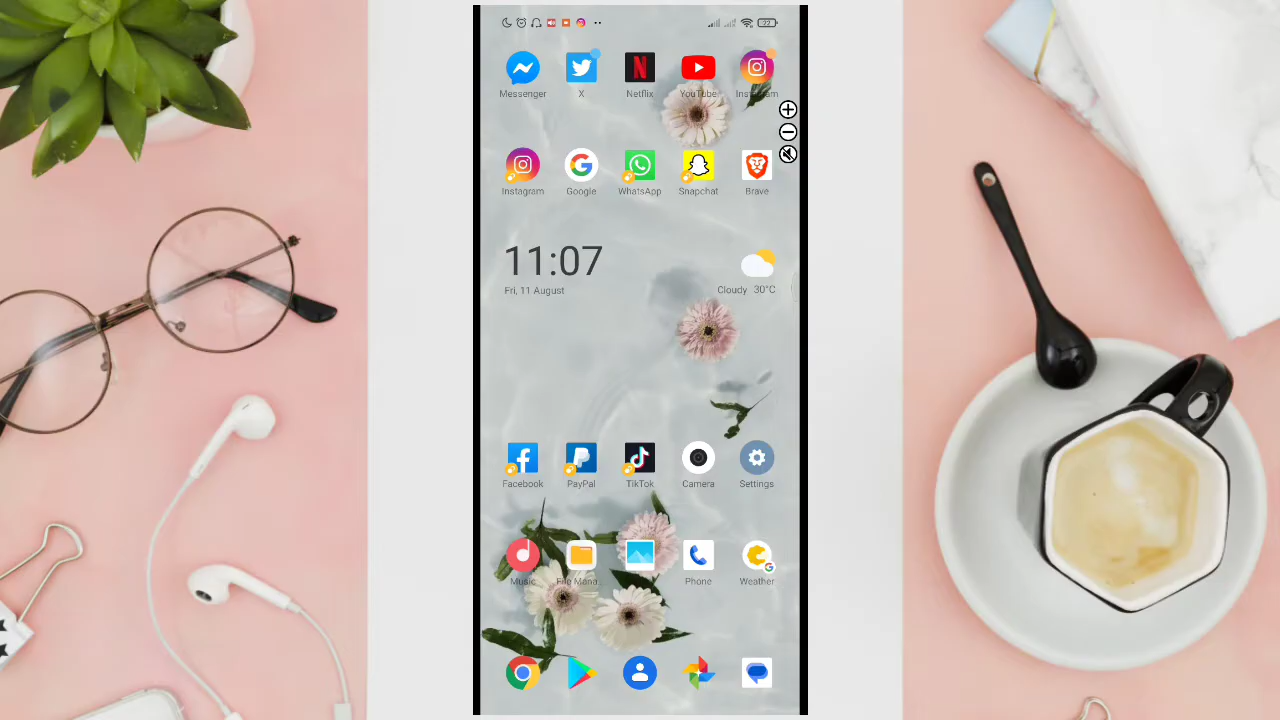 77
Messenger X Netflix YouTube Instagram
Instagram Google WhatsApp Snapchat Brave
11:07
Fri, 11 August
Cloudy 30°C
Facebook PayPal TikTok Camera Settings
Music File Mana Phone Weather